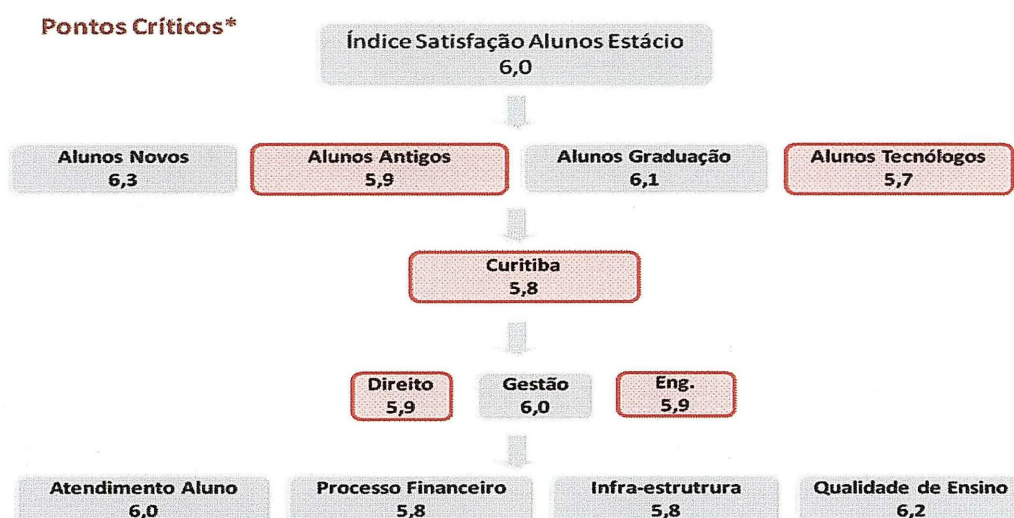 Pontos Críticos*
Índice Satisfação Alunos Estácio
6,0
Alunos Novos
6,3
Alunos Antigos
5,9
Alunos Graduação
6,1
Alunos Tecnólogos
5,7
Curitiba
5,8
Direito
5,9
Gestão
6,0
Eng.
5,9
Atendimento Aluno
6,0
Processo Financeiro
5,8
Infra-estrutrura
5,8
Qualidade de Ensino
6,2